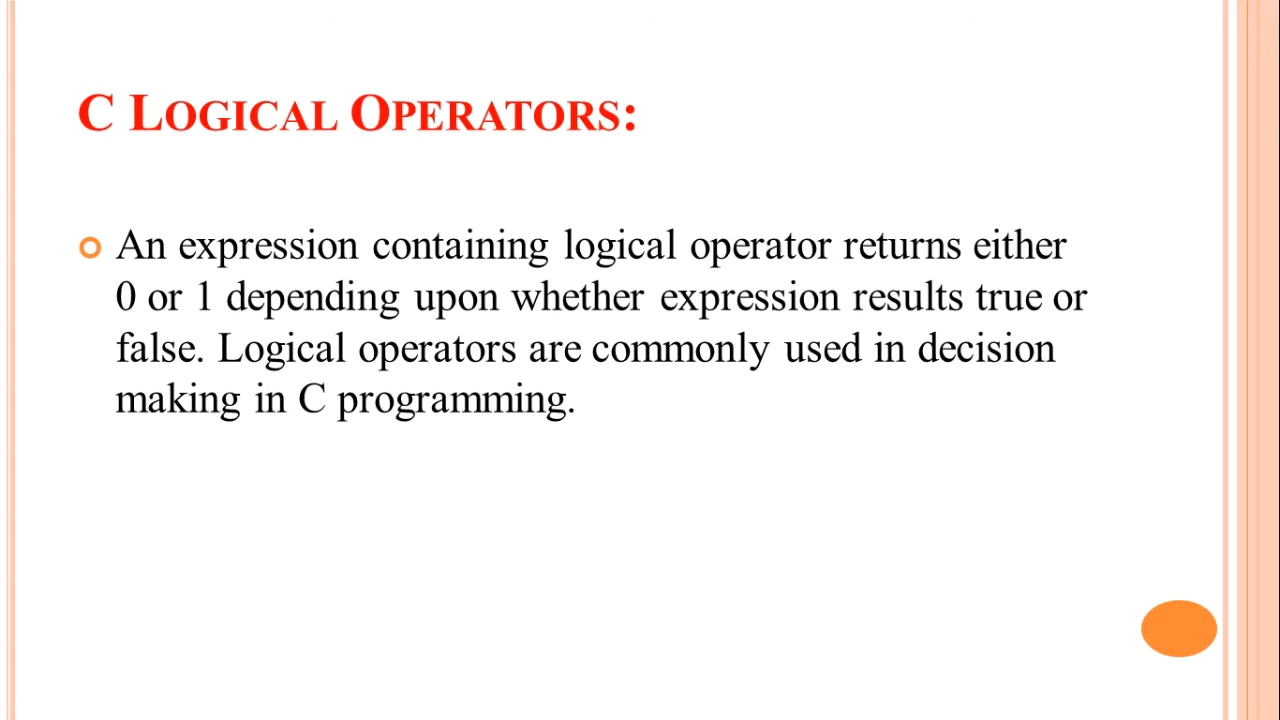 C LOGICAL OPERATORS:
An expression containing logical operator returns either
0 or 1 depending upon whether expression results true or
false. Logical operators are commonly used in decision
making in C programming.